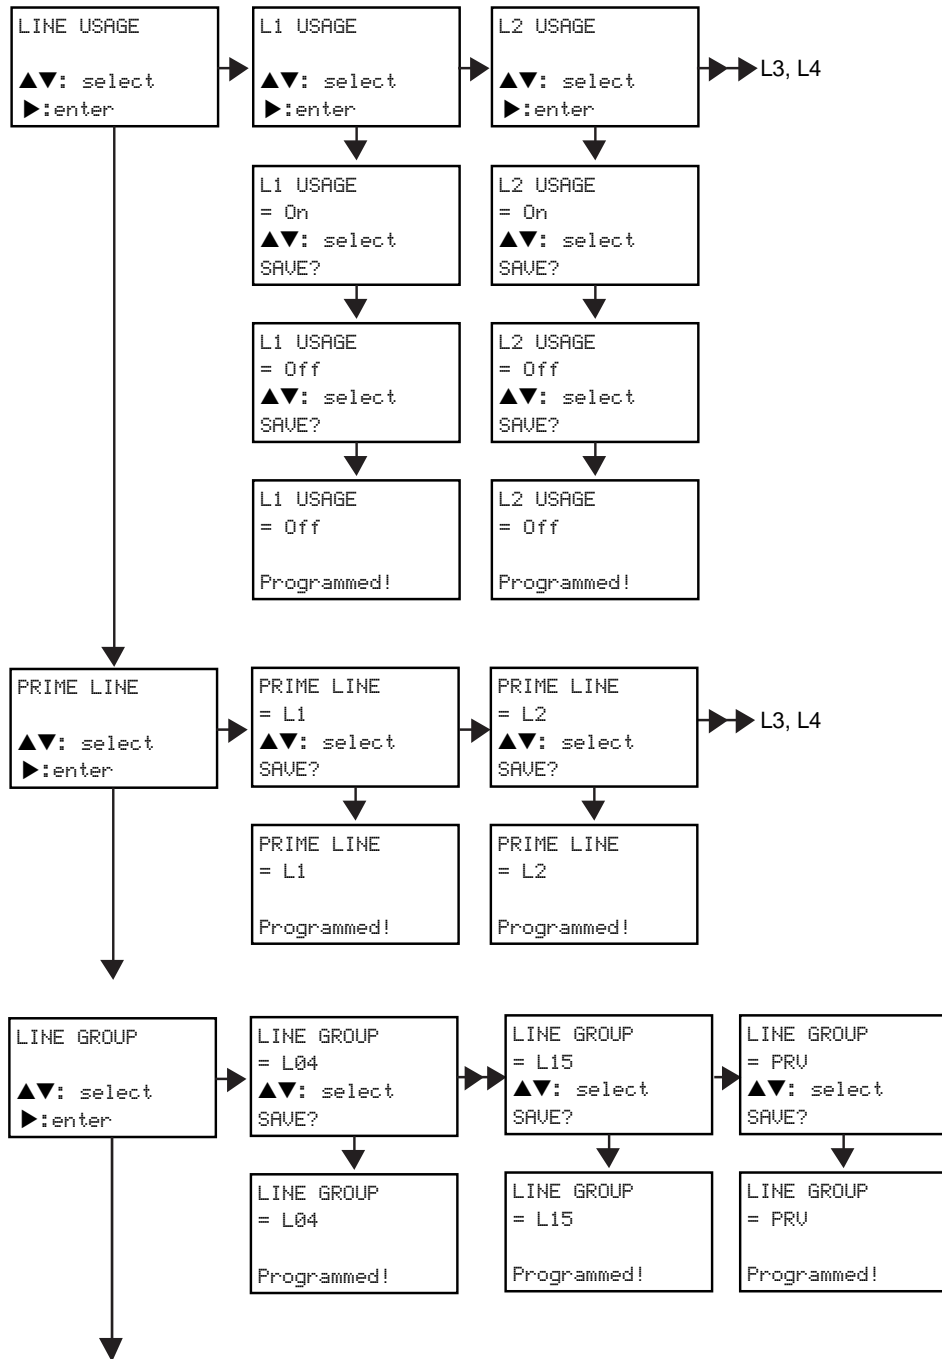 LINE USAGE
▲▼: select
▶:enter
L1 USAGE
▲▼: select
▶:enter
L2 USAGE
▲▼: select
▶:enter
L3, L4
L1 USAGE
= On
▲▼: select
SAVE?
L2 USAGE
= On
▲▼: select
SAVE?
L1 USAGE
= Off
▲▼: select
SAVE?
L2 USAGE
= Off
▲▼: select
SAVE?
L1 USAGE
= Off
Programmed!
L2 USAGE
= Off
Programmed!
PRIME LINE
▲▼: select
▶:enter
PRIME LINE
= L1
▲▼: select
SAVE?
PRIME LINE
= L2
▲▼: select
SAVE?
L3, L4
PRIME LINE
= L1
Programmed!
PRIME LINE
= L2
Programmed!
LINE GROUP
▲▼: select
▶:enter
LINE GROUP
= L04
▲▼: select
SAVE?
LINE GROUP
= L15
▲▼: select
SAVE?
LINE GROUP
= PRV
▲▼: select
SAVE?
LINE GROUP
= L04
Programmed!
LINE GROUP
= L15
Programmed!
LINE GROUP
= PRV
Programmed!